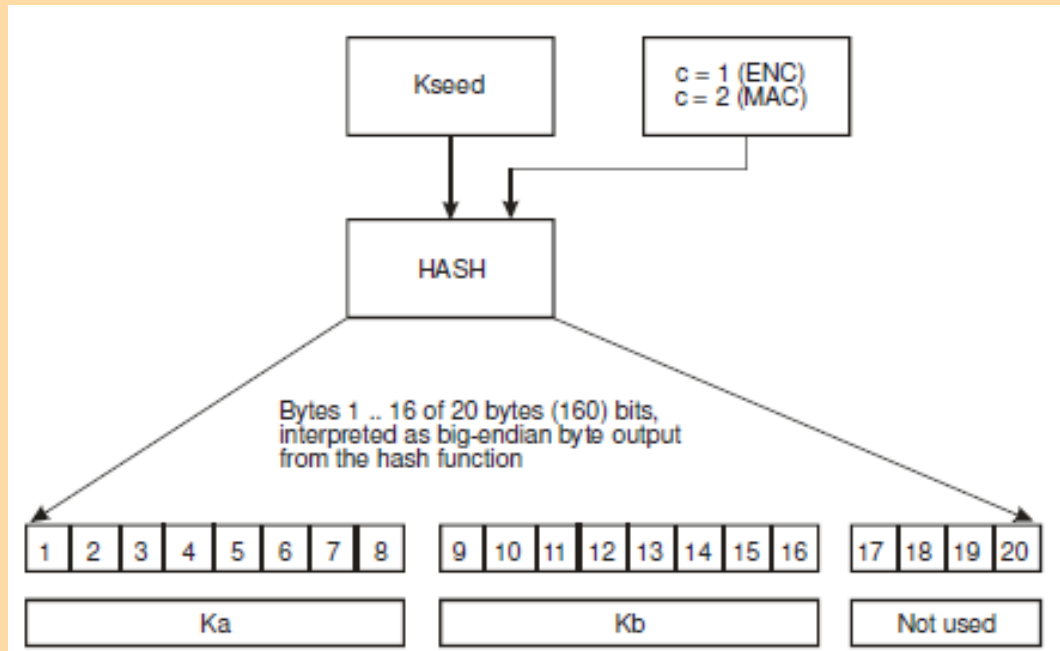 Kseed
c = 1 (ENC)
c = 2 (MAC)
HASH
Bytes 1 .. 16 of 20 bytes (160) bits,
interpreted as big-endian byte output
from the hash function
1 2 3 4 5 6 7 8 9 10 11 12 13 14 15 16 17 18 19 20
Ka Kb Not used